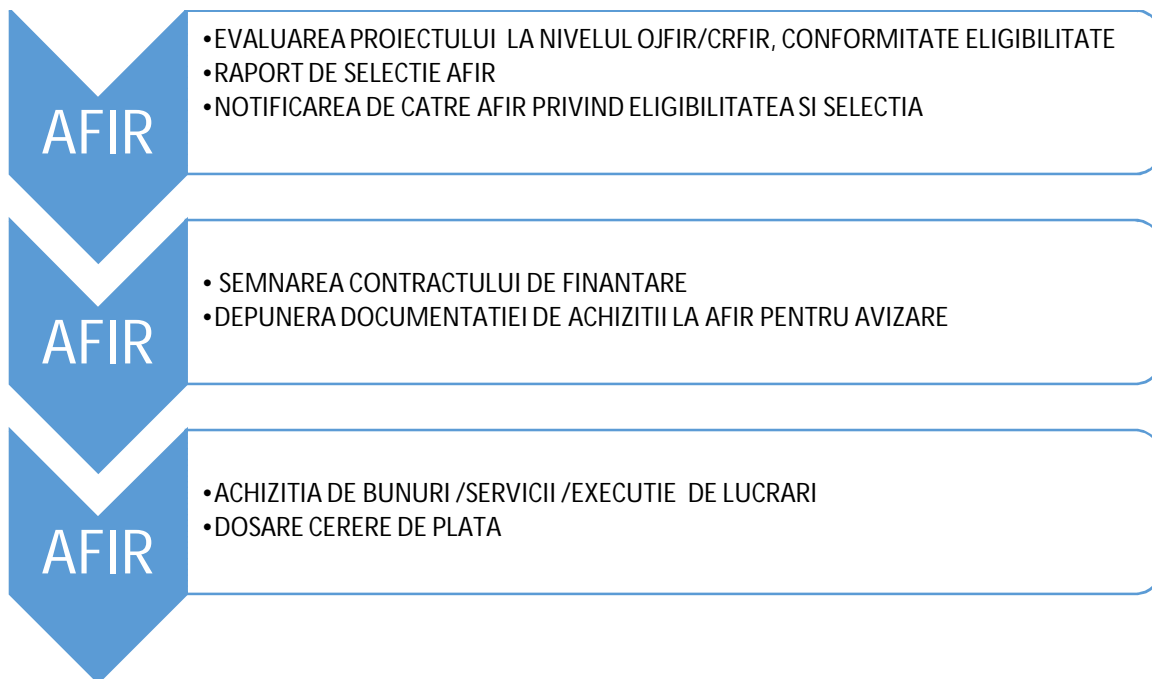 AFIR
•EVALUAREA PROIECTULUI LA NIVELUL OJFIR/CRFIR, CONFORMITATE ELIGIBILITATE
•RAPORT DE SELECTIE AFIR
•NOTIFICAREA DE CATRE AFIR PRIVIND ELIGIBILITATEA SI SELECTIA
AFIR
• SEMNAREA CONTRACTULUI DE FINANTARE
•DEPUNERA DOCUMENTATIEI DE ACHIZITII LA AFIR PENTRU AVIZARE
AFIR
•ACHIZITIA DE BUNURI /SERVICII /EXECUTIE DE LUCRARI
•DOSARE CERERE DE PLATA